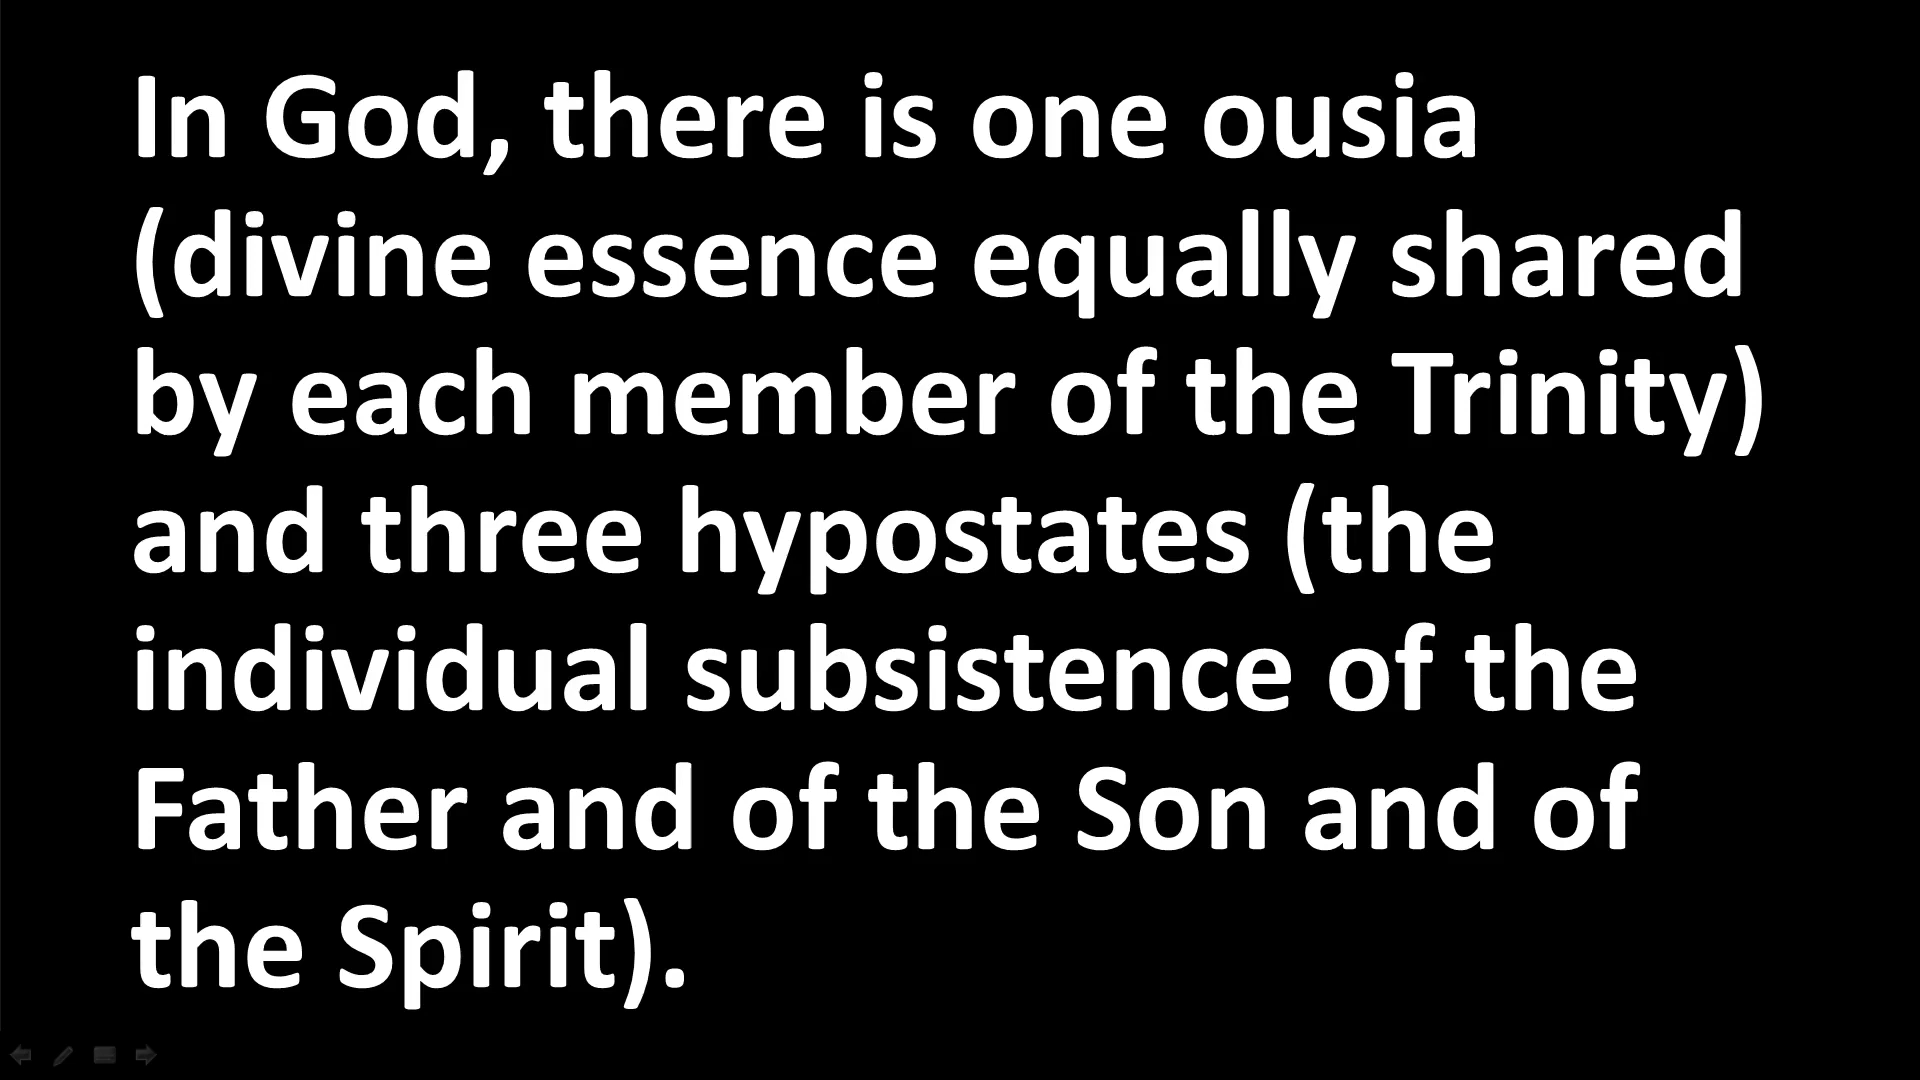 In God, there is one ousia
(divine essence equally shared
by each member of the Trinity)
and three hypostates (the
individual subsistence of the
Father and of the Son and of
the Spirit).